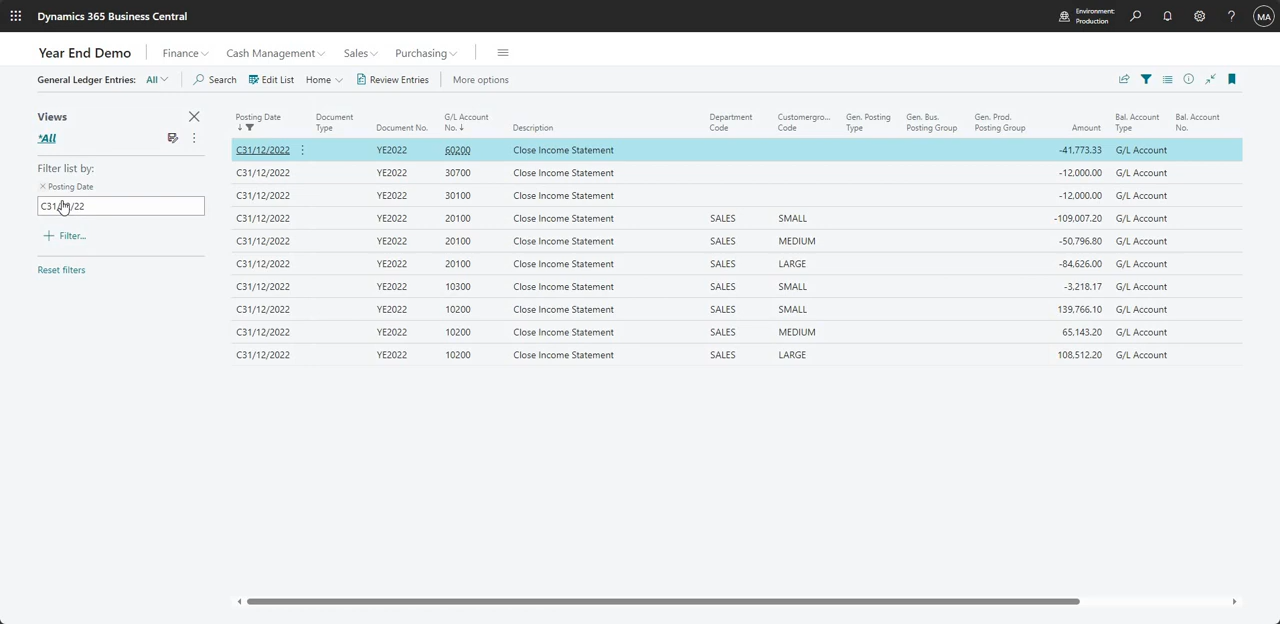 Dynamics 365 Business Central
Environment:
Production
?
MA
Year End Demo
Finance
Cash Management
Sales
Purchasing
General Ledger Entries: All
Search
Edit List
Home
Review Entries
More options
Views
*All
Filter list by:
× Posting Date
+ Filter...
Reset filters
Posting Date ↓
Document Type
Document No.
G/L Account No. ↓
Description
Department Code
Customergro... Code
Gen. Posting Type
Gen. Bus. Posting Group
Gen. Prod. Posting Group
Amount
Bal. Account Type
Bal. Account No.
C31/12/2022 YE2022 60200 Close Income Statement -41,773.33 G/L Account
C31/12/2022 YE2022 30700 Close Income Statement -12,000.00 G/L Account
C31/12/2022 YE2022 30100 Close Income Statement -12,000.00 G/L Account
C31/12/2022 YE2022 20100 Close Income Statement SALES SMALL -109,007.20 G/L Account
C31/12/2022 YE2022 20100 Close Income Statement SALES MEDIUM -50,796.80 G/L Account
C31/12/2022 YE2022 20100 Close Income Statement SALES LARGE -84,626.00 G/L Account
C31/12/2022 YE2022 10300 Close Income Statement SALES SMALL -3,218.17 G/L Account
C31/12/2022 YE2022 10200 Close Income Statement SALES SMALL 139,766.10 G/L Account
C31/12/2022 YE2022 10200 Close Income Statement SALES MEDIUM 65,143.20 G/L Account
C31/12/2022 YE2022 10200 Close Income Statement SALES LARGE 108,512.20 G/L Account